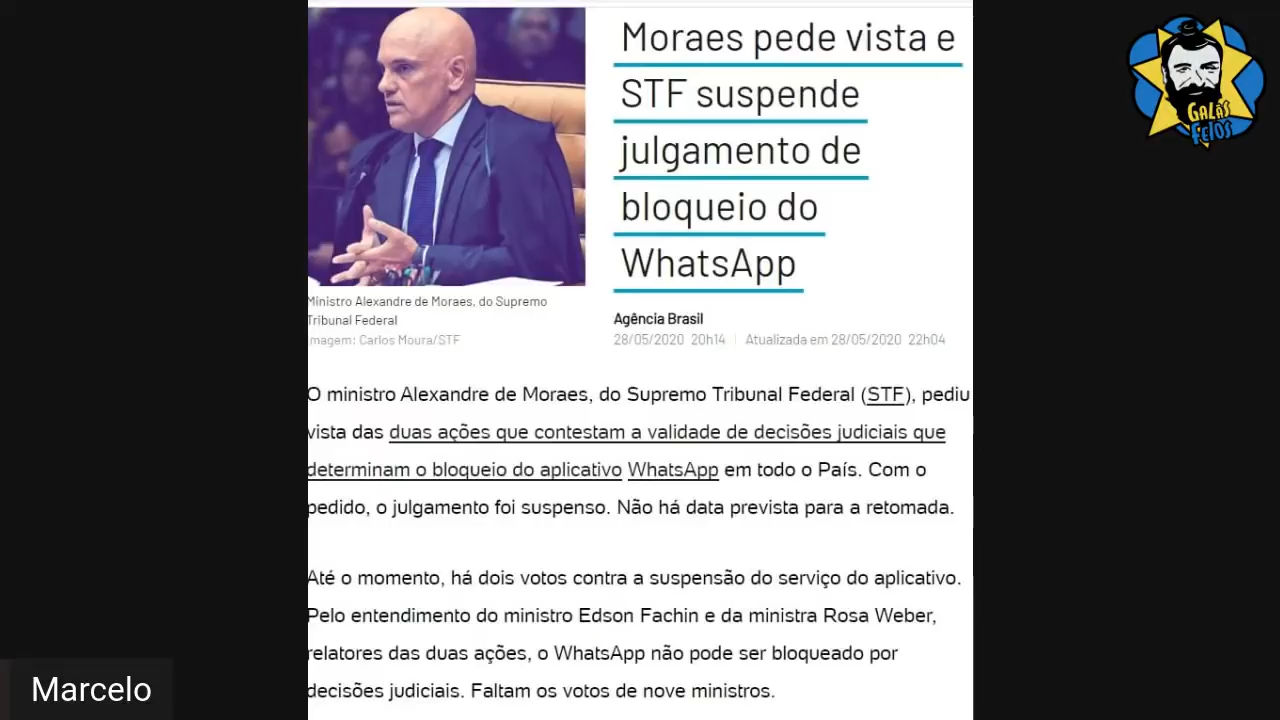 Moraes pede vista e
STF suspende
julgamento de
bloqueio do
WhatsApp
Ministro Alexandre de Moraes, do Supremo
Tribunal Federal
Imagem: Carlos Moura/STF
Agência Brasil
28/05/2020 20h14 | Atualizada em 28/05/2020 22h04
O ministro Alexandre de Moraes, do Supremo Tribunal Federal (STF), pediu
vista das duas ações que contestam a validade de decisões judiciais que
determinam o bloqueio do aplicativo WhatsApp em todo o País. Com o
pedido, o julgamento foi suspenso. Não há data prevista para a retomada.
Até o momento, há dois votos contra a suspensão do serviço do aplicativo.
Pelo entendimento do ministro Edson Fachin e da ministra Rosa Weber,
relatores das duas ações, o WhatsApp não pode ser bloqueado por
decisões judiciais. Faltam os votos de nove ministros.
GALÃS
FEIOS
Marcelo